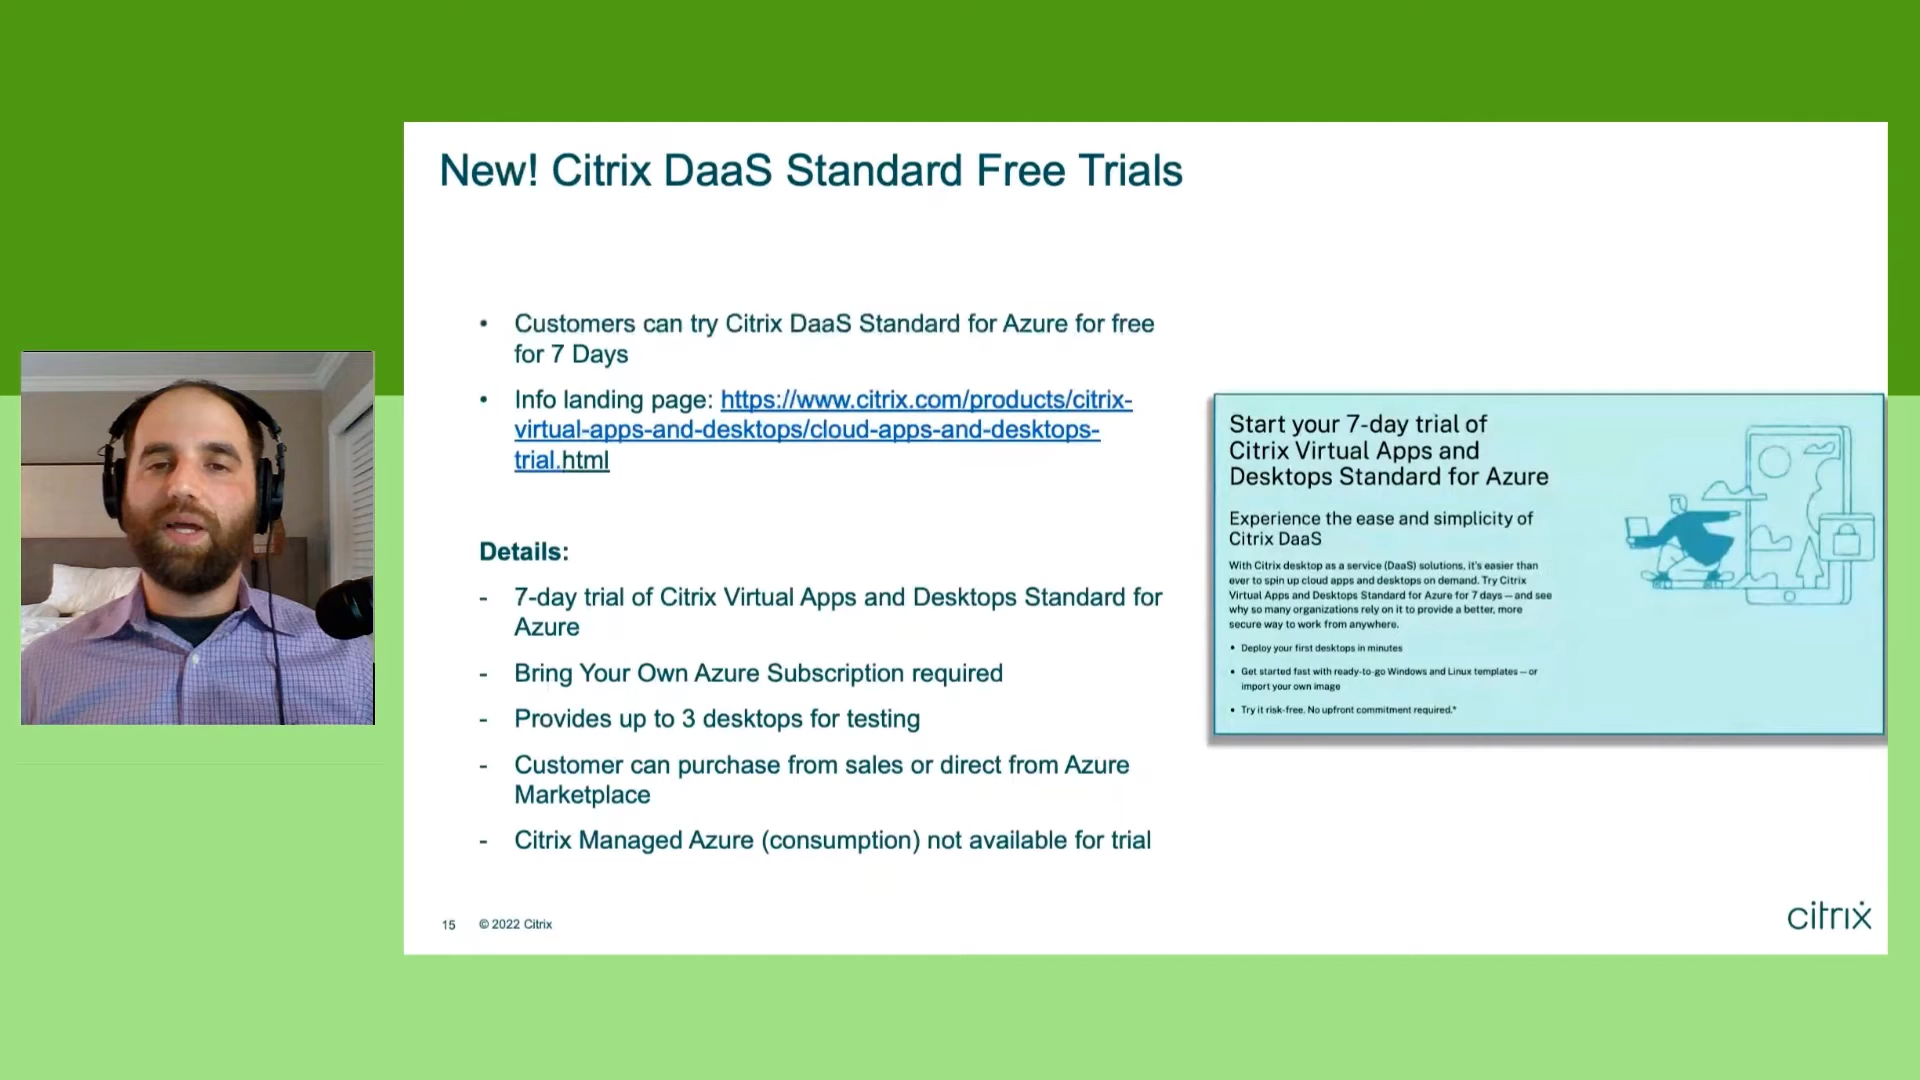 New! Citrix DaaS Standard Free Trials
• Customers can try Citrix DaaS Standard for Azure for free
for 7 Days
• Info landing page: https://www.citrix.com/products/citrix-
virtual-apps-and-desktops/cloud-apps-and-desktops-
trial.html
Details:
- 7-day trial of Citrix Virtual Apps and Desktops Standard for
Azure
- Bring Your Own Azure Subscription required
- Provides up to 3 desktops for testing
- Customer can purchase from sales or direct from Azure
Marketplace
- Citrix Managed Azure (consumption) not available for trial
Start your 7-day trial of
Citrix Virtual Apps and
Desktops Standard for Azure
Experience the ease and simplicity of
Citrix DaaS
With Citrix desktop as a service (DaaS) solutions, it's easier than
ever to spin up cloud apps and desktops on demand. Try Citrix
Virtual Apps and Desktops Standard for Azure for 7 days — and see
why so many organizations rely on it to provide a better, more
secure way to work from anywhere.
• Deploy your first desktops in minutes
• Get started fast with ready-to-go Windows and Linux templates — or
import your own image
• Try it risk-free. No upfront commitment required.*
15 © 2022 Citrix
citrix